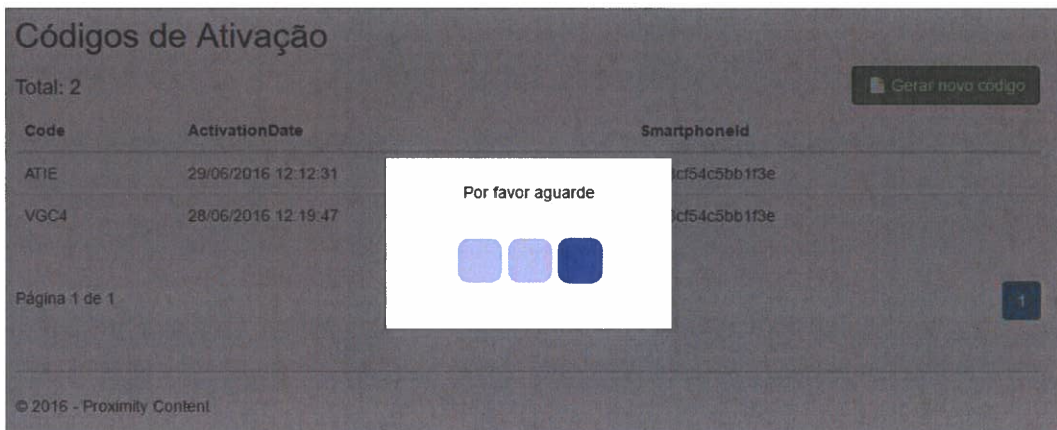 Códigos de Ativação
Total: 2
Gerar novo código
Code ActivationDate SmartphoneId
ATIE 29/06/2016 12:12:31 cf54c5bb1f3e
VGC4 28/06/2016 12:19:47 cf54c5bb1f3e
Por favor aguarde
Página 1 de 1
1
© 2016 - Proximity Content